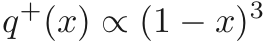 q⁺(x) ∝ (1 − x)³